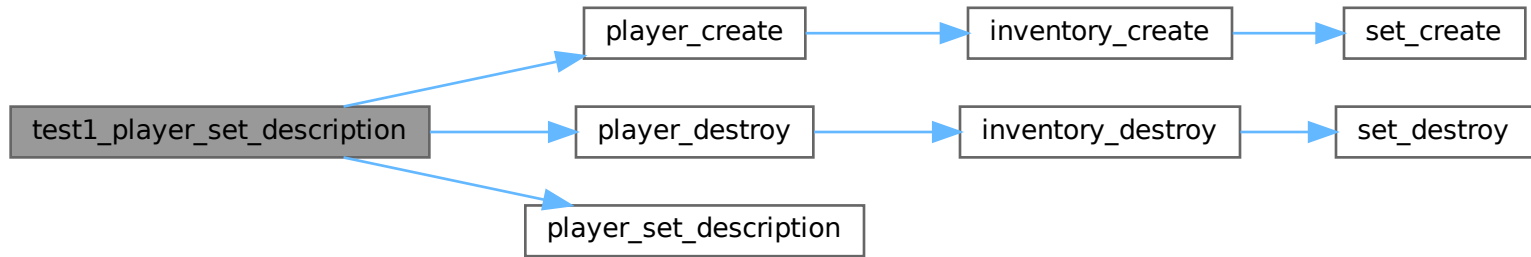 player_create
inventory_create
set_create
test1_player_set_description
player_destroy
inventory_destroy
set_destroy
player_set_description